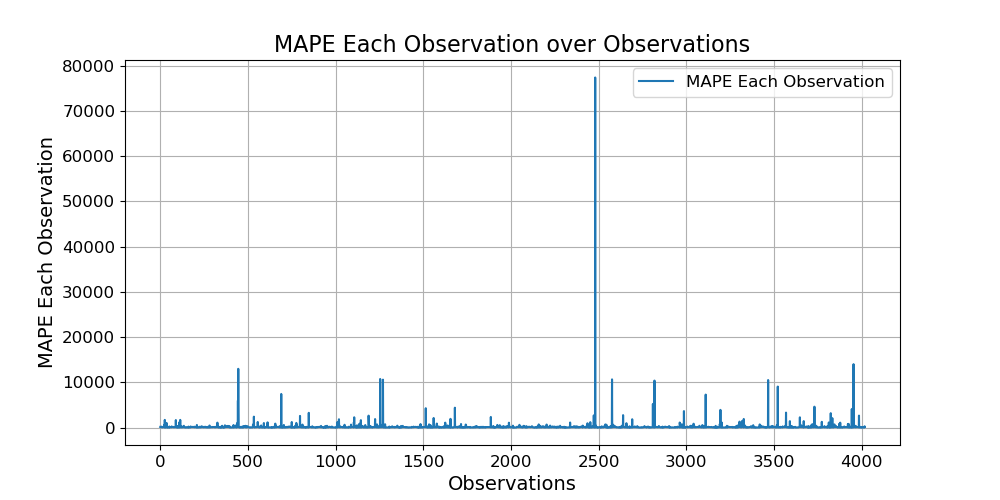 MAPE Each Observation over Observations
MAPE Each Observation
80000
70000
60000
50000
40000
30000
20000
10000
0
MAPE Each Observation
0 500 1000 1500 2000 2500 3000 3500 4000
Observations